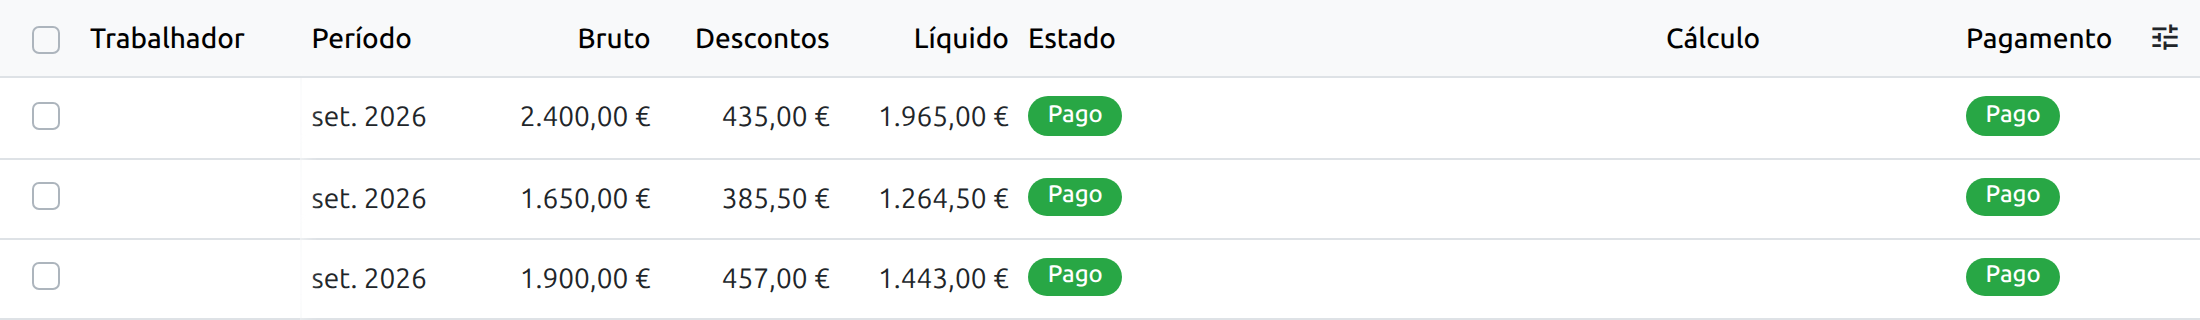 Trabalhador Período Bruto Descontos Líquido Estado Cálculo Pagamento
set. 2026 2.400,00 € 435,00 € 1.965,00 € Pago Pago
set. 2026 1.650,00 € 385,50 € 1.264,50 € Pago Pago
set. 2026 1.900,00 € 457,00 € 1.443,00 € Pago Pago